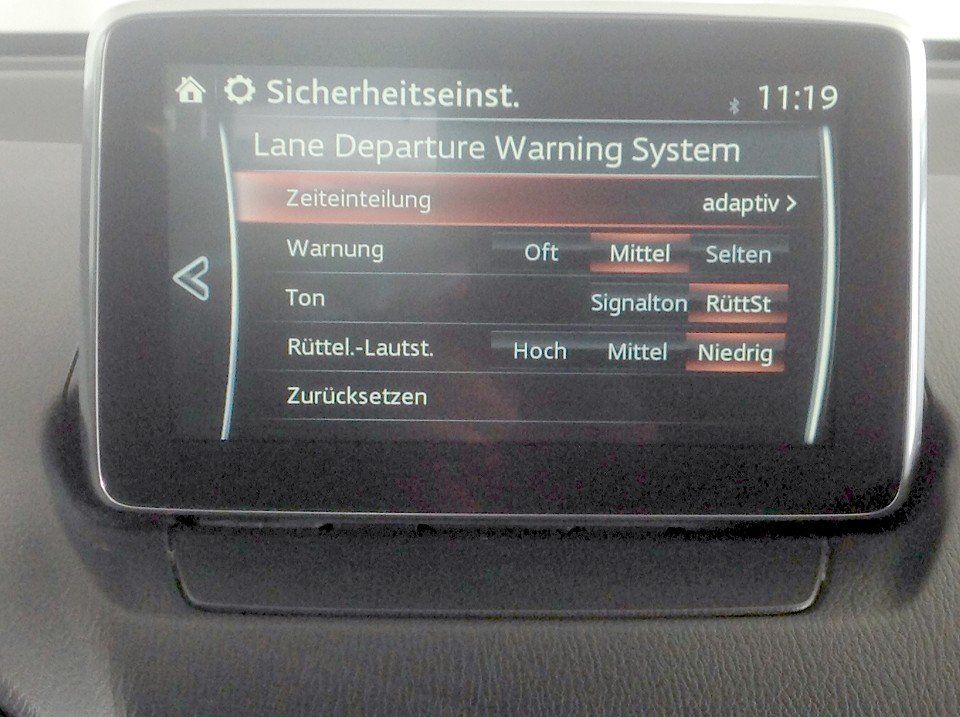 Sicherheitseinst. 11:19
Lane Departure Warning System
Zeiteinteilung adaptiv >
Warnung Oft Mittel Selten
Ton Signalton RüttSt
Rüttel.-Lautst. Hoch Mittel Niedrig
Zurücksetzen